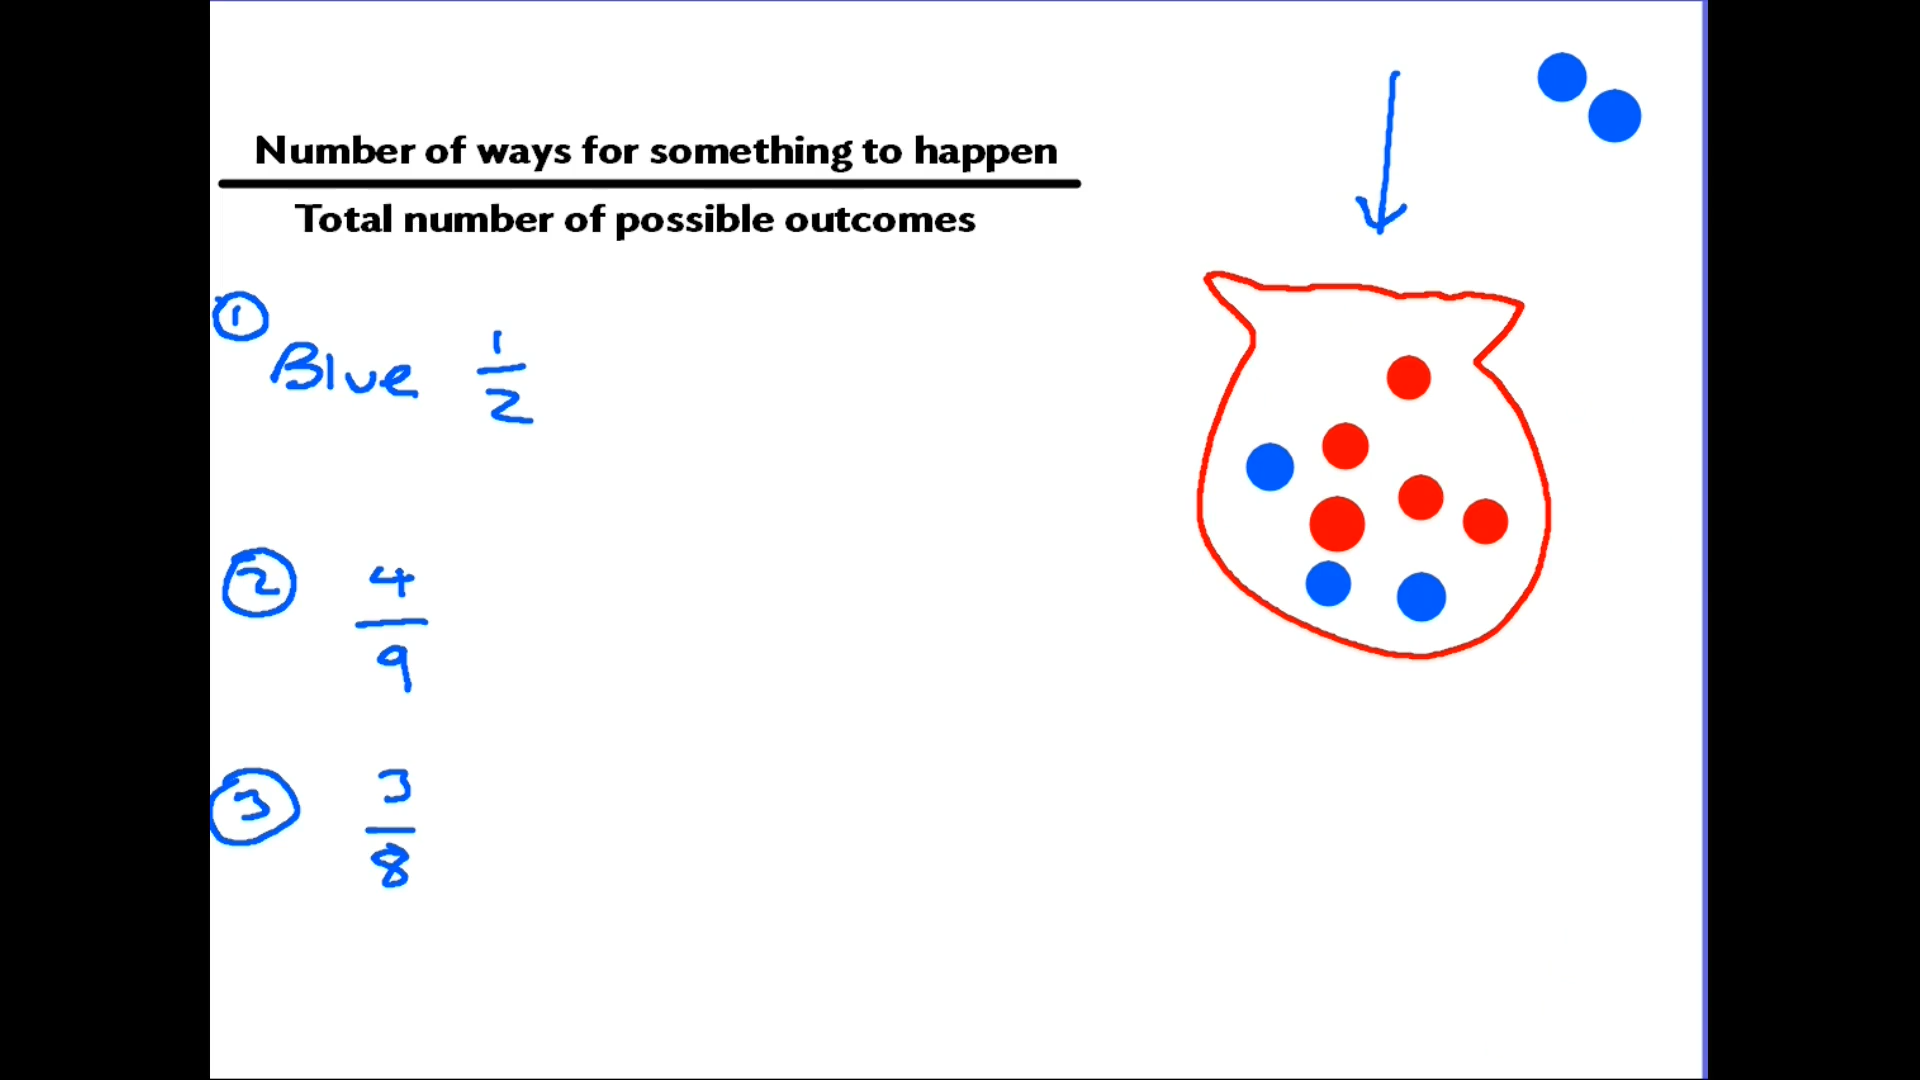 Number of ways for something to happen
Total number of possible outcomes
1
Blue 1/2
2 4/9
3 3/8